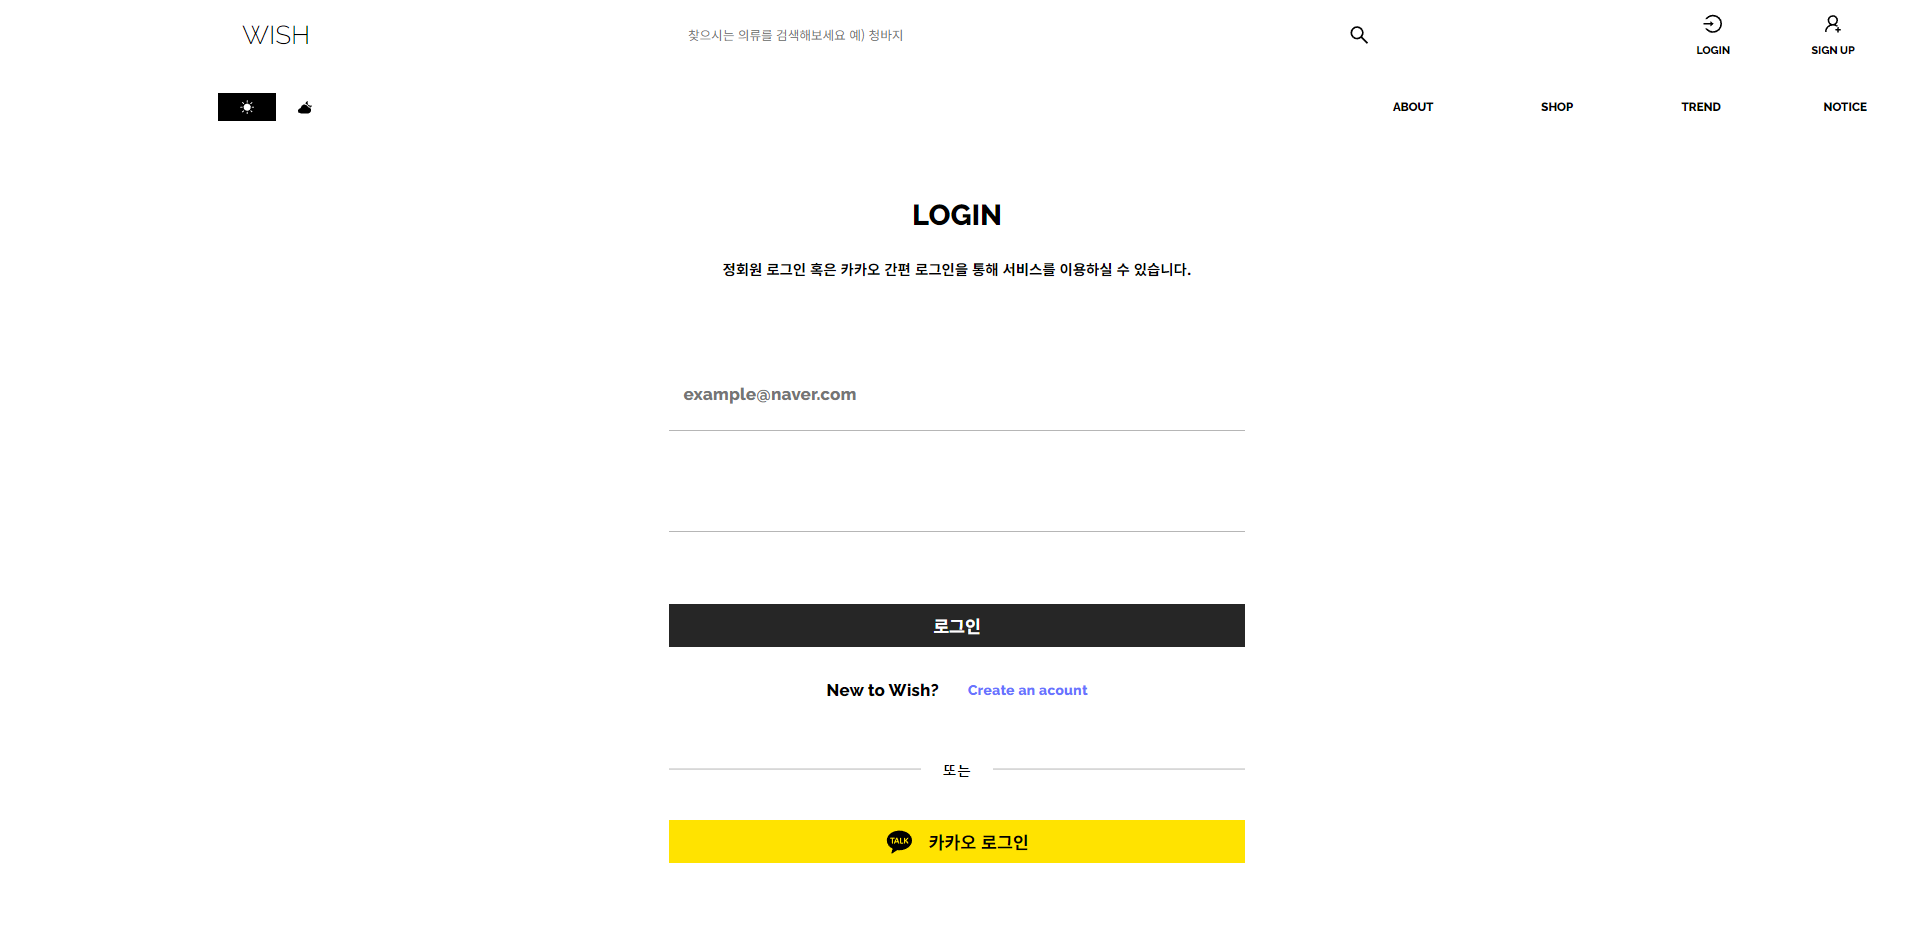 WISH
찾으시는 의류를 검색해보세요 예) 청바지
LOGIN
SIGN UP
ABOUT
SHOP
TREND
NOTICE
LOGIN
정회원 로그인 혹은 카카오 간편 로그인을 통해 서비스를 이용하실 수 있습니다.
example@naver.com
로그인
New to Wish? Create an acount
또는
TALK 카카오 로그인